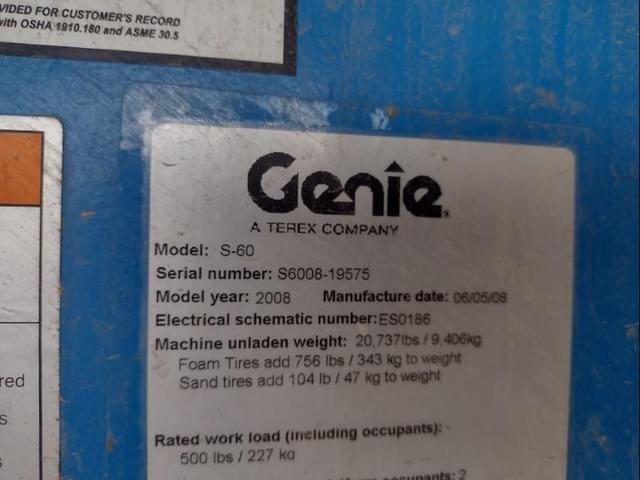 VIDED FOR CUSTOMER'S RECORD
with OSHA 1910.180 and ASME 30.5
Genie
A TEREX COMPANY
Model: S-60
Serial number: S6008-19575
Model year: 2008 Manufacture date: 06/05/08
Electrical schematic number: ES0186
Machine unladen weight: 20,737lbs / 9,406kg
Foam Tires add 756 lbs / 343 kg to weight
Sand tires add 104 lb / 47 kg to weight
red
s
s
Rated work load (including occupants):
500 lbs / 227 kg
occupants: 2